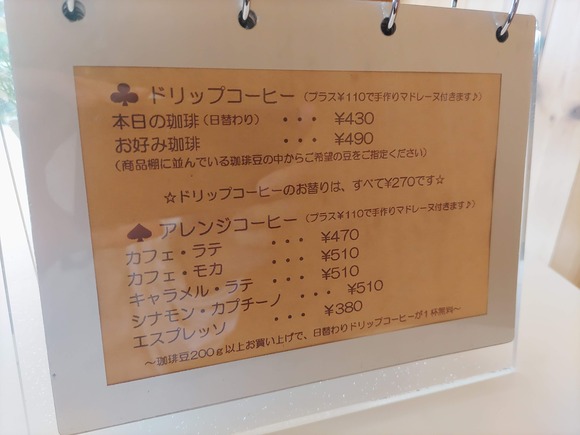 ♣ドリップコーヒー（プラス¥110で手作りマドレーヌ付きます♪）
本日の珈琲（日替わり）・・・¥430
お好み珈琲・・・¥490
（商品棚に並んでいる珈琲豆の中からご希望の豆をご指定ください）
☆ドリップコーヒーのお替りは、すべて¥270です☆
♠アレンジコーヒー（プラス¥110で手作りマドレーヌ付きます♪）
カフェ・ラテ・・・¥470
カフェ・モカ・・・¥510
キャラメル・ラテ・・・¥510
シナモン・カプチーノ・・・¥510
エスプレッソ・・・¥380
～珈琲豆200g以上お買い上げで、日替わりドリップコーヒーが1杯無料～